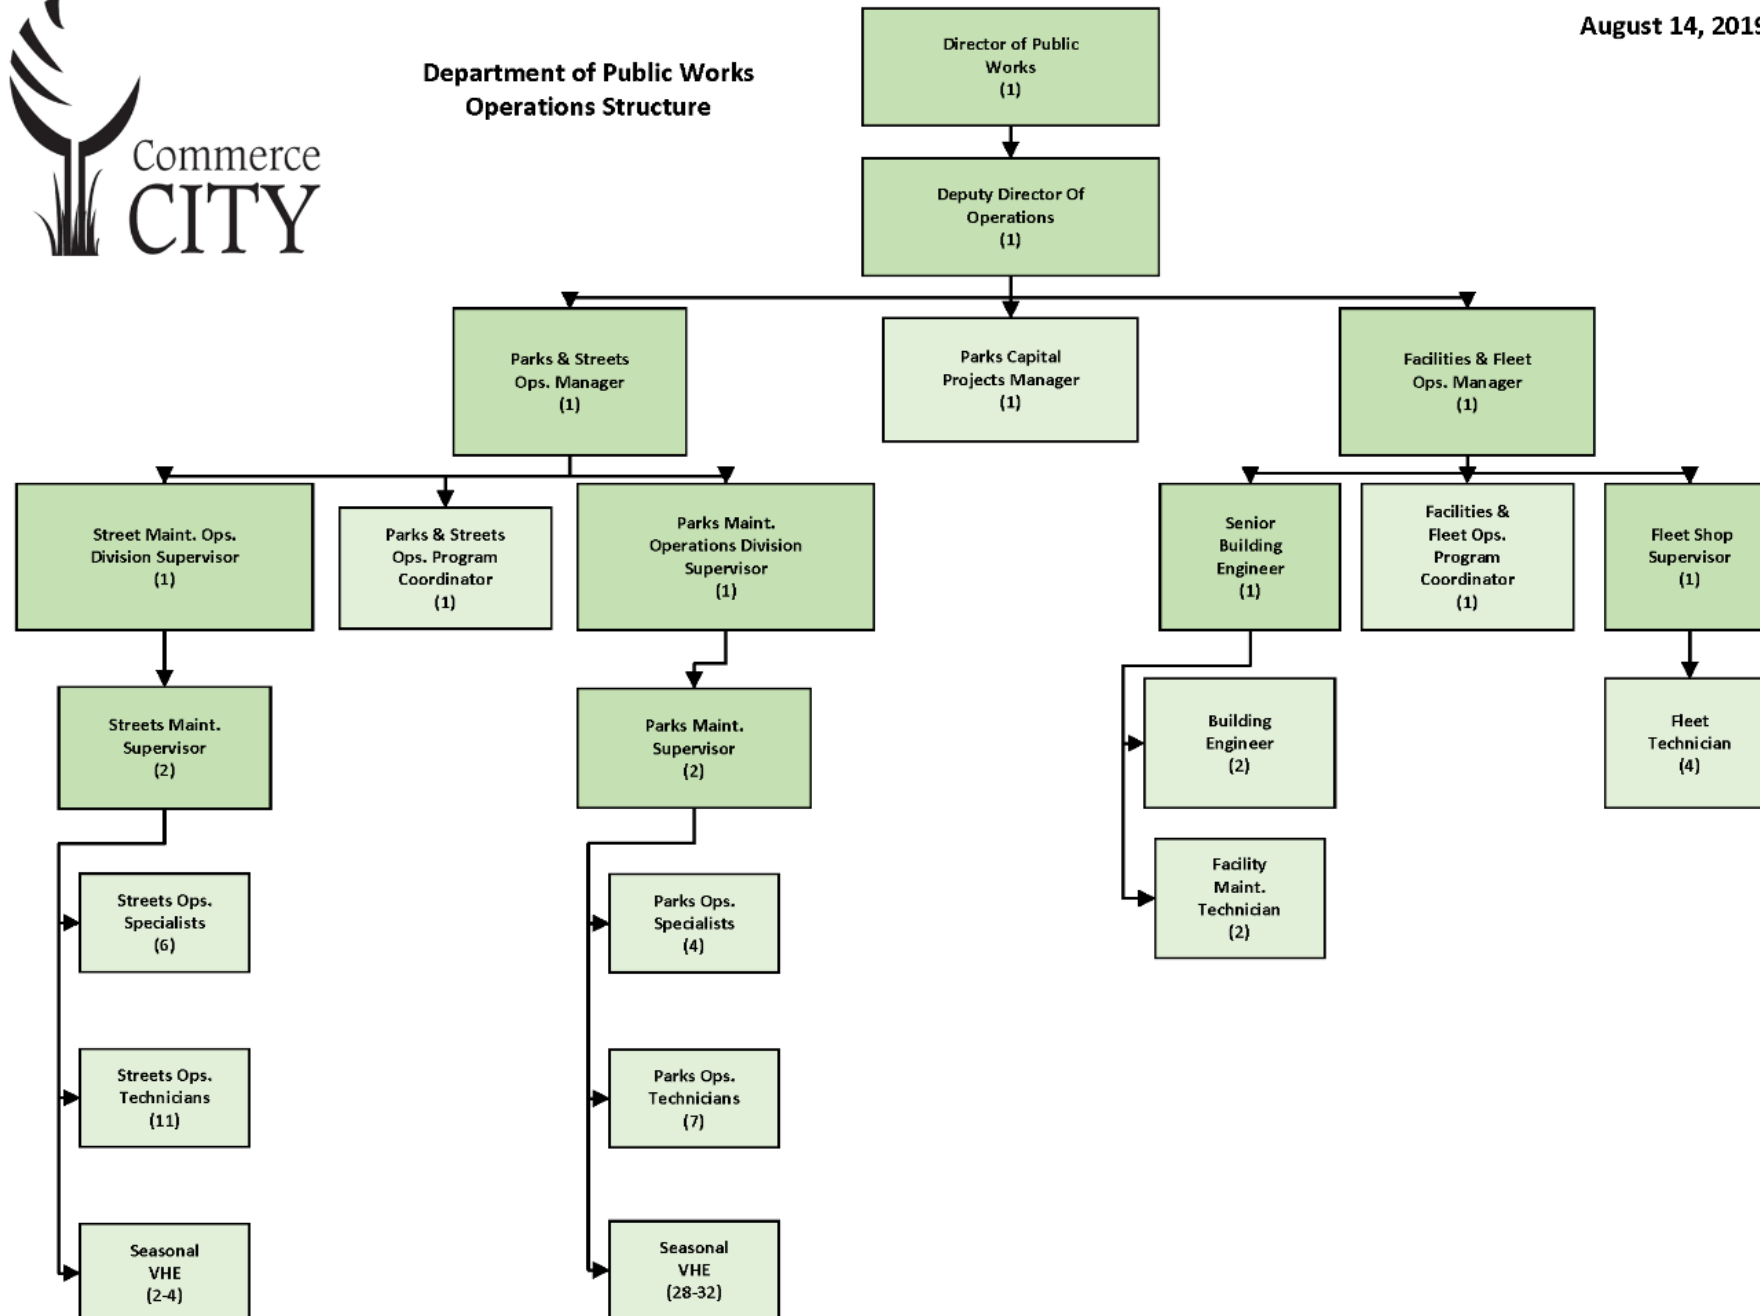 August 14, 2019
Department of Public Works
Operations Structure
Commerce
CITY
Director of Public
Works
(1)
Deputy Director Of
Operations
(1)
Parks & Streets
Ops. Manager
(1)
Parks Capital
Projects Manager
(1)
Facilities & Fleet
Ops. Manager
(1)
Street Maint. Ops.
Division Supervisor
(1)
Parks & Streets
Ops. Program
Coordinator
(1)
Parks Maint.
Operations Division
Supervisor
(1)
Senior
Building
Engineer
(1)
Facilities &
Fleet Ops.
Program
Coordinator
(1)
Fleet Shop
Supervisor
(1)
Streets Maint.
Supervisor
(2)
Parks Maint.
Supervisor
(2)
Building
Engineer
(2)
Fleet
Technician
(4)
Facility
Maint.
Technician
(2)
Streets Ops.
Specialists
(6)
Parks Ops.
Specialists
(4)
Streets Ops.
Technicians
(11)
Parks Ops.
Technicians
(7)
Seasonal
VHE
(2-4)
Seasonal
VHE
(28-32)